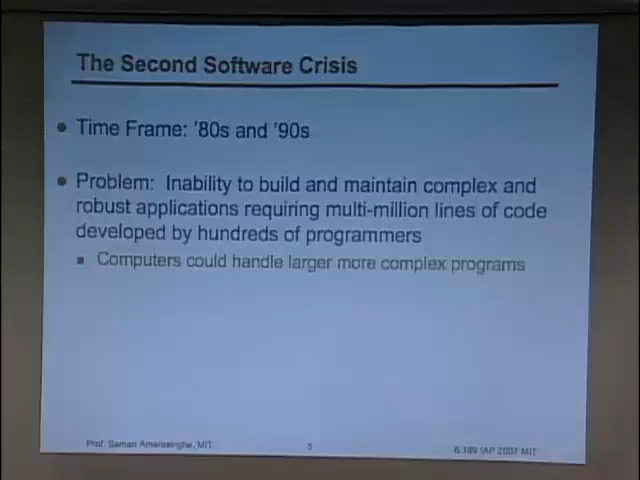 The Second Software Crisis
• Time Frame: '80s and '90s
• Problem: Inability to build and maintain complex and
robust applications requiring multi-million lines of code
developed by hundreds of programmers
▪ Computers could handle larger more complex programs
Prof. Saman Amarasinghe, MIT.
5
6.189 IAP 2007 MIT